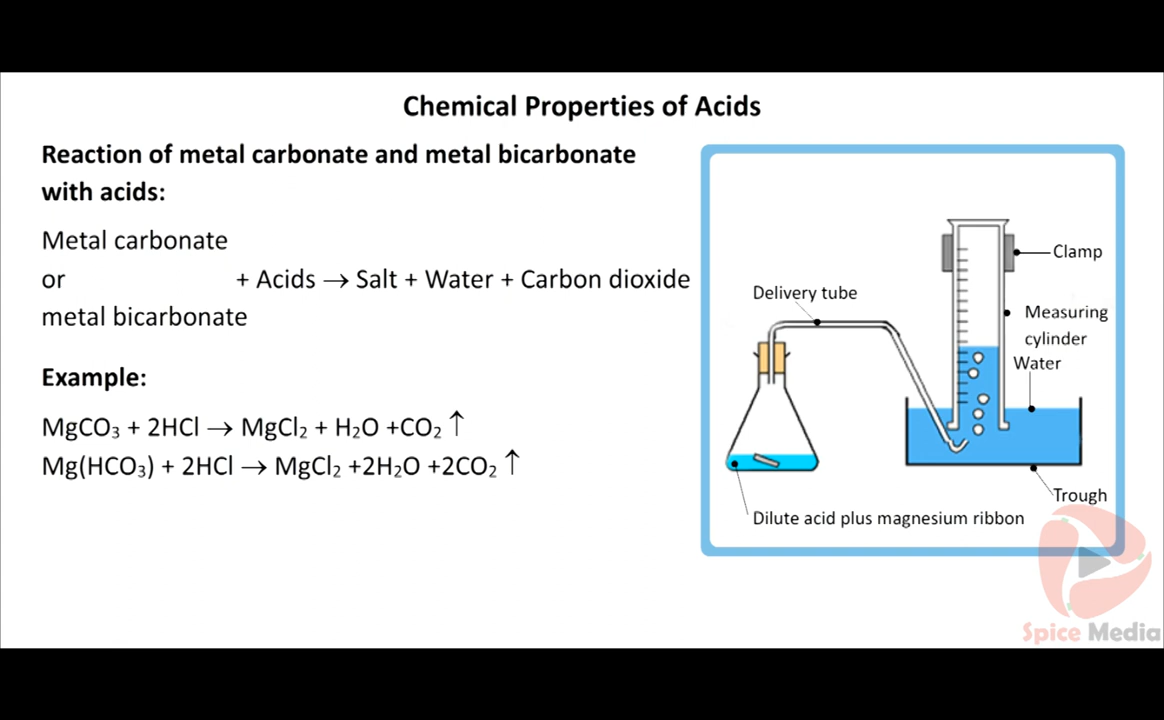 Chemical Properties of Acids
Reaction of metal carbonate and metal bicarbonate
with acids:
Metal carbonate
or + Acids → Salt + Water + Carbon dioxide
metal bicarbonate
Example:
MgCO₃ + 2HCl → MgCl₂ + H₂O +CO₂ ↑
Mg(HCO₃) + 2HCl → MgCl₂ +2H₂O +2CO₂ ↑
Clamp
Delivery tube
Measuring
cylinder
Water
Trough
Dilute acid plus magnesium ribbon
Spice Media